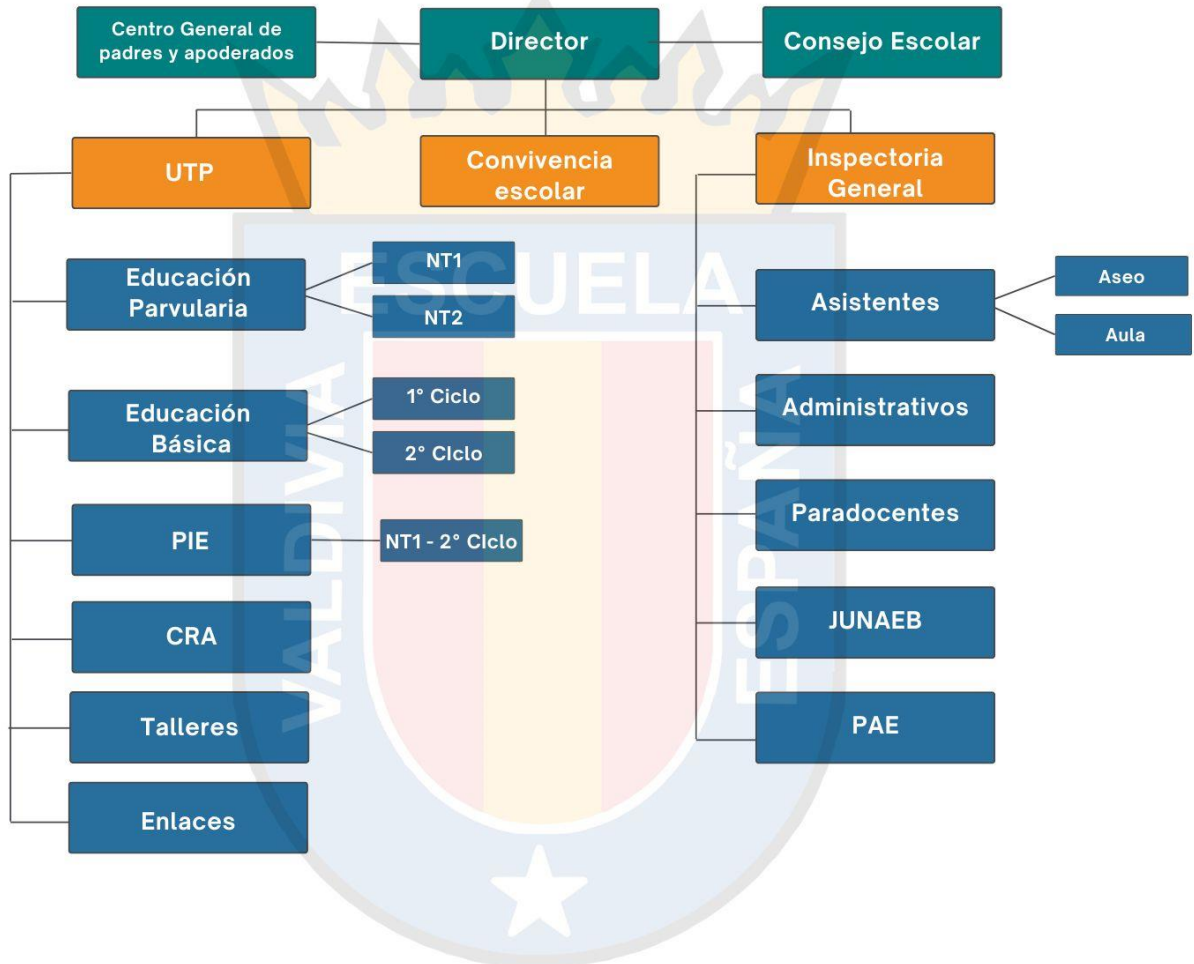 Centro General de
padres y apoderados
Director
Consejo Escolar
UTP
Convivencia
escolar
Inspectoria
General
Educación
Parvularia
NT1
NT2
Educación
Básica
1° Ciclo
2° CIclo
PIE
NT1 - 2° CIclo
CRA
Talleres
Enlaces
Asistentes
Aseo
Aula
Administrativos
Paradocentes
JUNAEB
PAE
ESCUELA
VALDIVIA
ESPAÑA